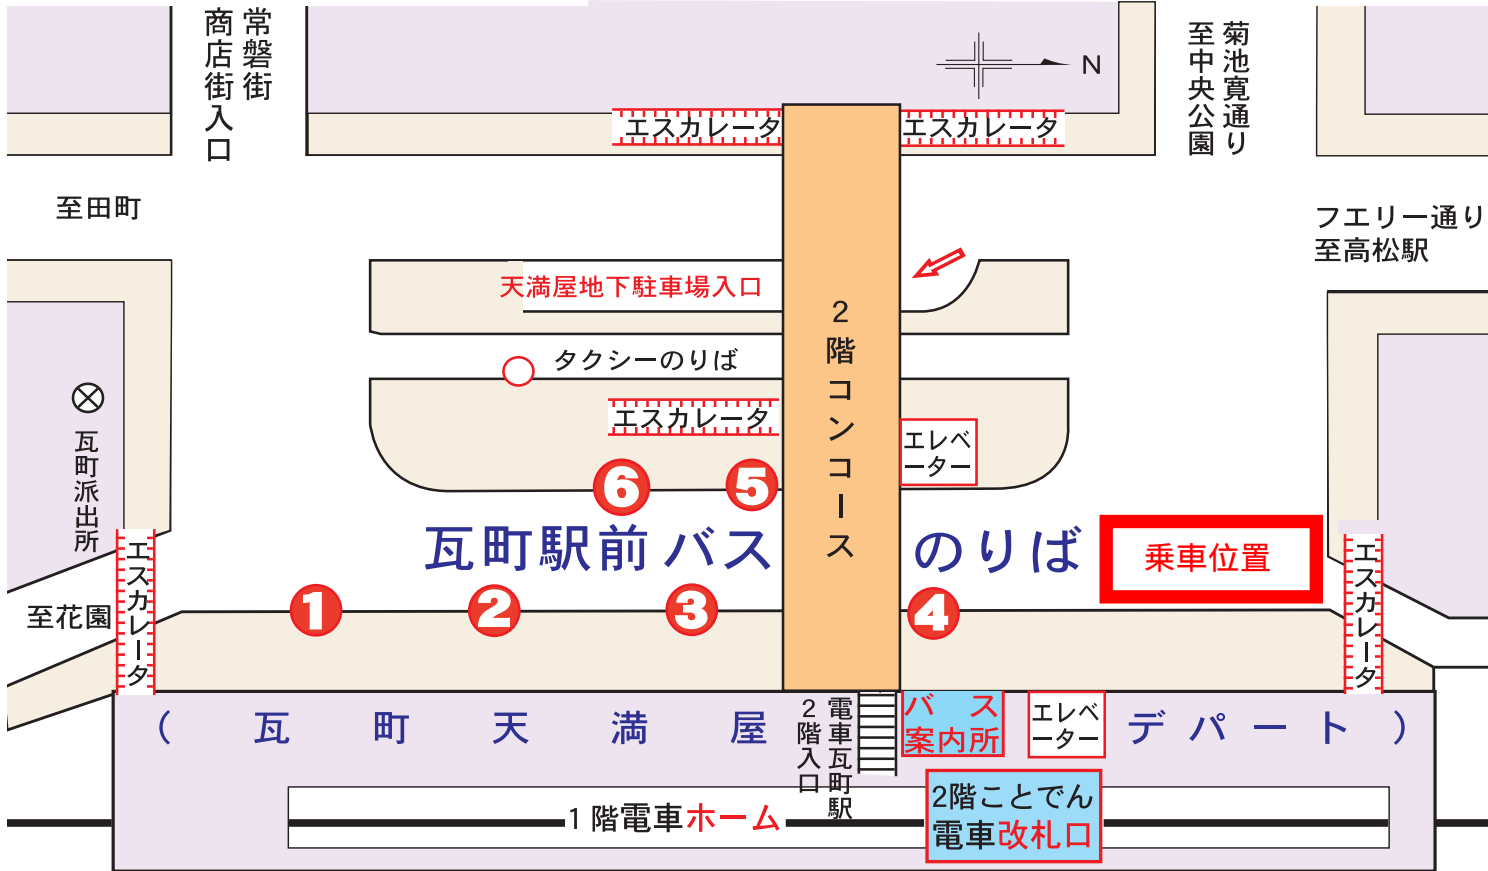 常磐街
商店街入口
N
菊池寛通り
至中央公園
エスカレータ
エスカレータ
至田町
フエリー通り
至高松駅
天満屋地下駐車場入口
タクシーのりば
2階コンコース
エスカレータ
エレベ
ーター
瓦町派出所
6
5
瓦町駅前バス
のりば
乗車位置
エスカレータ
エスカレータ
至花園
1
2
3
4
(瓦町天満屋
デパート)
電車瓦町駅
2階入口
バス
案内所
エレベ
ーター
1階電車ホーム
2階ことでん
電車改札口